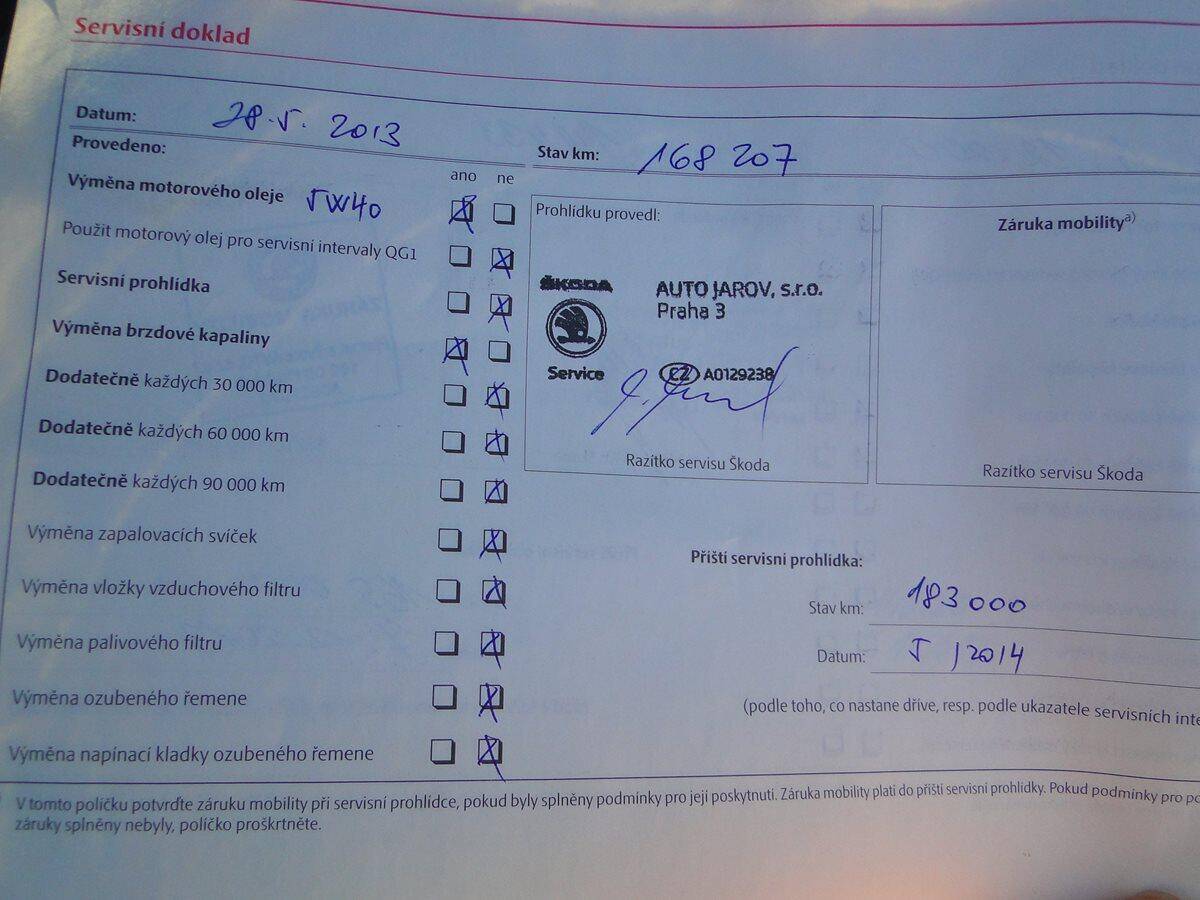 Servisní doklad
Datum: 28.V. 2013
Stav km: 168 207
Provedeno:
ano ne
Výměna motorového oleje 5W40
Použit motorový olej pro servisní intervaly QG1
Servisní prohlídka
Výměna brzdové kapaliny
Dodatečně každých 30 000 km
Dodatečně každých 60 000 km
Dodatečně každých 90 000 km
Výměna zapalovacích svíček
Výměna vložky vzduchového filtru
Výměna palivového filtru
Výměna ozubeného řemene
Výměna napínací kladky ozubeného řemene
Prohlídku provedl:
ŠKODA
Service
AUTO JAROV, s.r.o.
Praha 3
CZ A0129238
Razítko servisu Škoda
Záruka mobility a)
Razítko servisu Škoda
Příští servisní prohlídka:
Stav km: 183 000
Datum: V /2014
(podle toho, co nastane dříve, resp. podle ukazatele servisních inte
V tomto políčku potvrďte záruku mobility při servisní prohlídce, pokud byly splněny podmínky pro její poskytnutí. Záruka mobility platí do příští servisní prohlídky. Pokud podmínky pro po
záruky splněny nebyly, políčko proškrtněte.